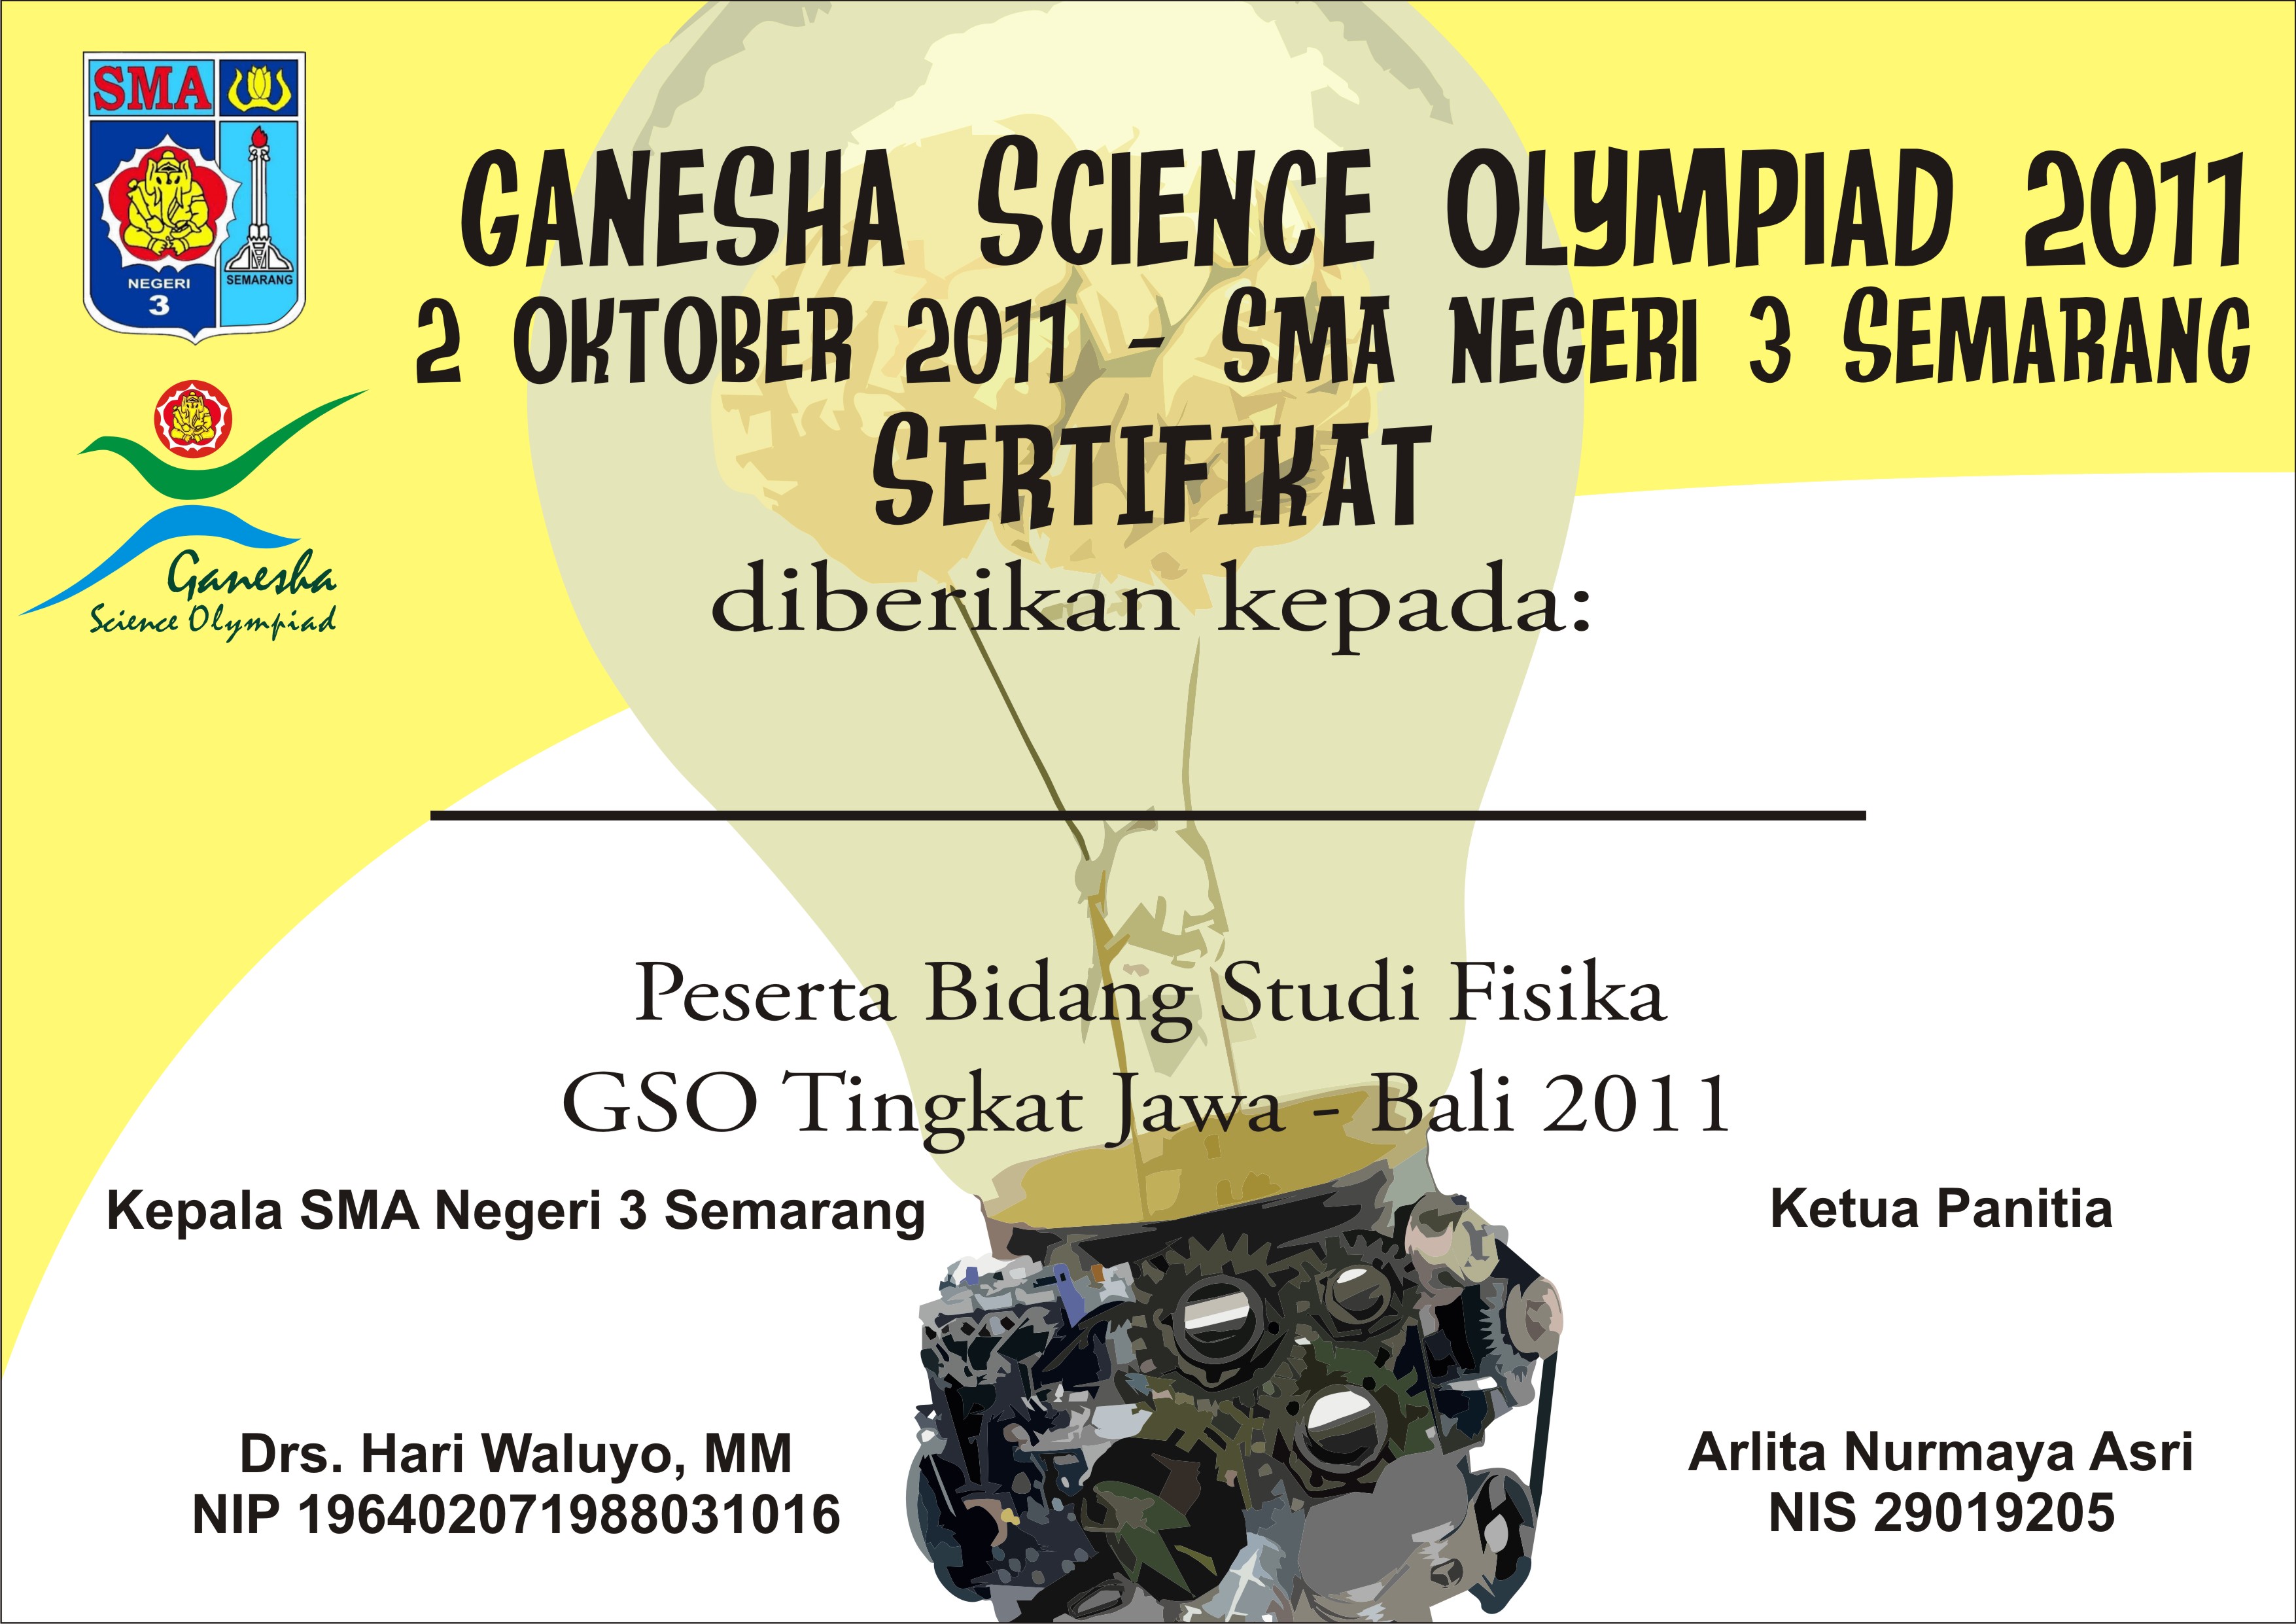 SMA
NEGERI
3
SEMARANG
Ganesha
Science Olympiad
GANESHA SCIENCE OLYMPIAD 2011
2 OKTOBER 2011 - SMA NEGERI 3 SEMARANG
SERTIFIKAT
diberikan kepada:
Peserta Bidang Studi Fisika
GSO Tingkat Jawa - Bali 2011
Kepala SMA Negeri 3 Semarang
Ketua Panitia
Drs. Hari Waluyo, MM
NIP 196402071988031016
Arlita Nurmaya Asri
NIS 29019205